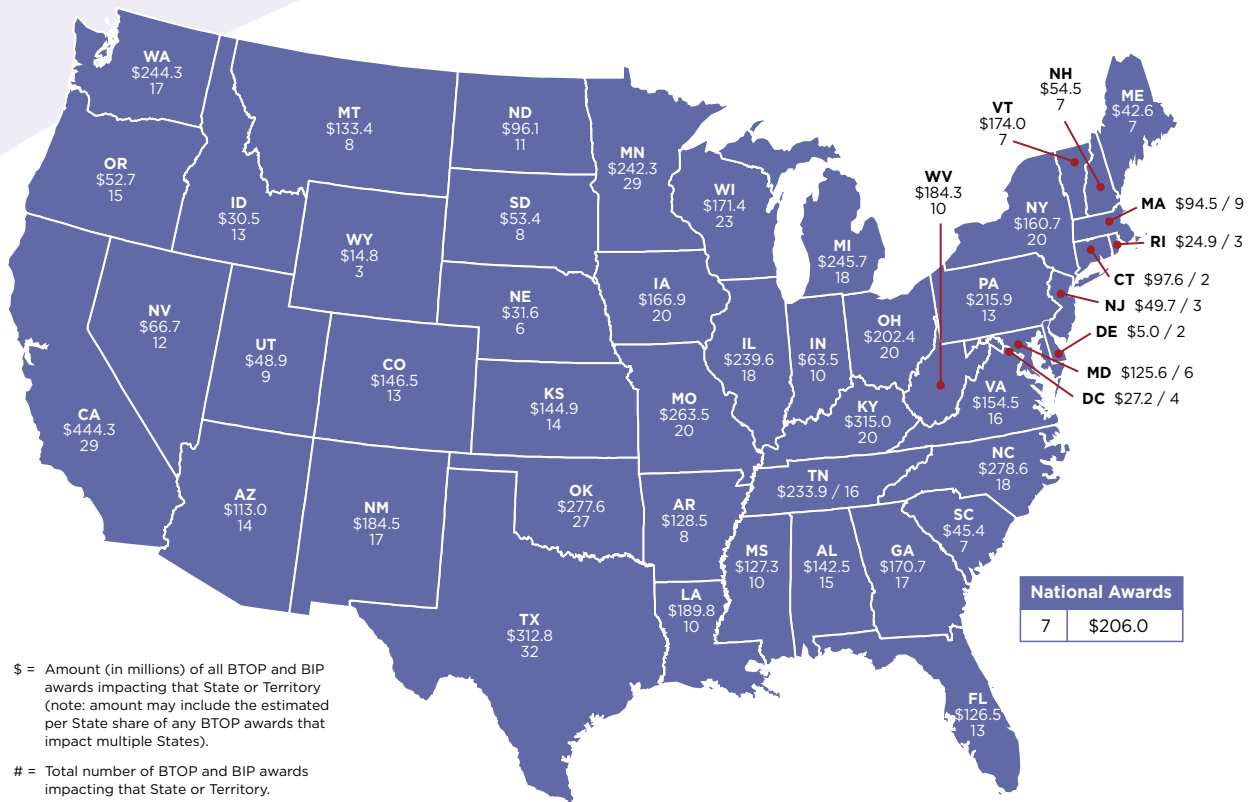 WA
$244.3
17
OR
$52.7
15
ID
$30.5
13
MT
$133.4
8
ND
$96.1
11
MN
$242.3
29
SD
$53.4
8
WI
$171.4
23
WY
$14.8
3
MI
$245.7
18
NE
$31.6
6
IA
$166.9
20
NV
$66.7
12
UT
$48.9
9
CO
$146.5
13
IL
$239.6
18
IN
$63.5
10
OH
$202.4
20
PA
$215.9
13
NY
$160.7
20
VT
$174.0
7
NH
$54.5
7
ME
$42.6
7
WV
$184.3
10
MA $94.5 / 9
RI $24.9 / 3
CT $97.6 / 2
NJ $49.7 / 3
DE $5.0 / 2
MD $125.6 / 6
DC $27.2 / 4
CA
$444.3
29
KS
$144.9
14
MO
$263.5
20
KY
$315.0
20
VA
$154.5
16
NC
$278.6
18
TN
$233.9 / 16
AZ
$113.0
14
NM
$184.5
17
OK
$277.6
27
AR
$128.5
8
SC
$45.4
7
MS
$127.3
10
AL
$142.5
15
GA
$170.7
17
LA
$189.8
10
TX
$312.8
32
FL
$126.5
13
National Awards
7 $206.0
$ = Amount (in millions) of all BTOP and BIP
awards impacting that State or Territory
(note: amount may include the estimated
per State share of any BTOP awards that
impact multiple States).
# = Total number of BTOP and BIP awards
impacting that State or Territory.